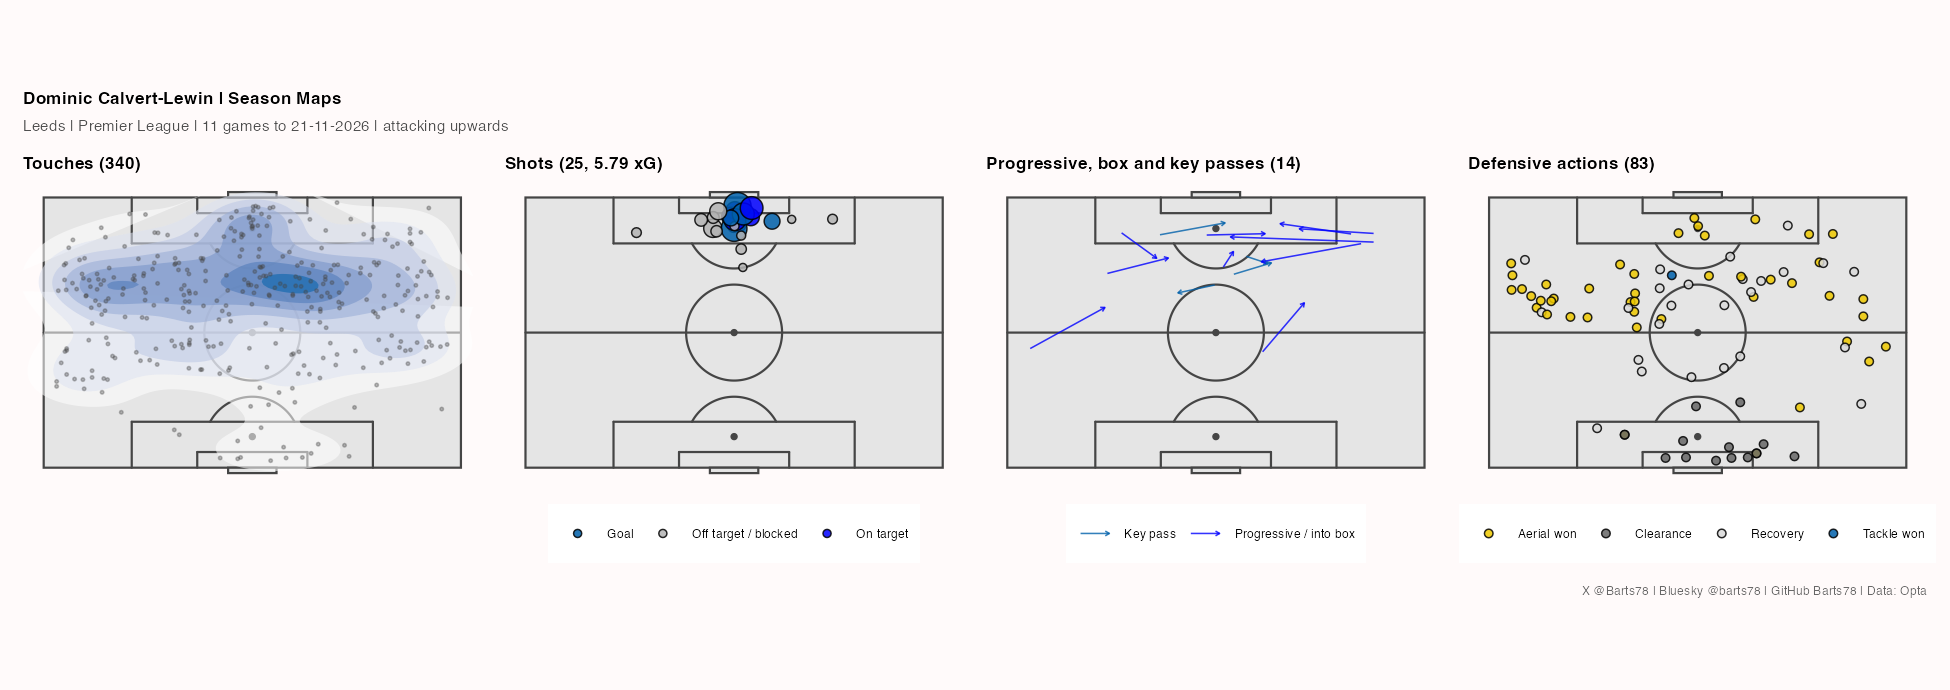 Dominic Calvert-Lewin | Season Maps
Leeds | Premier League | 11 games to 21-11-2026 | attacking upwards
Touches (340)
Shots (25, 5.79 xG)
Progressive, box and key passes (14)
Defensive actions (83)
Goal
Off target / blocked
On target
Key pass
Progressive / into box
Aerial won
Clearance
Recovery
Tackle won
X @Barts78 | Bluesky @barts78 | GitHub Barts78 | Data: Opta